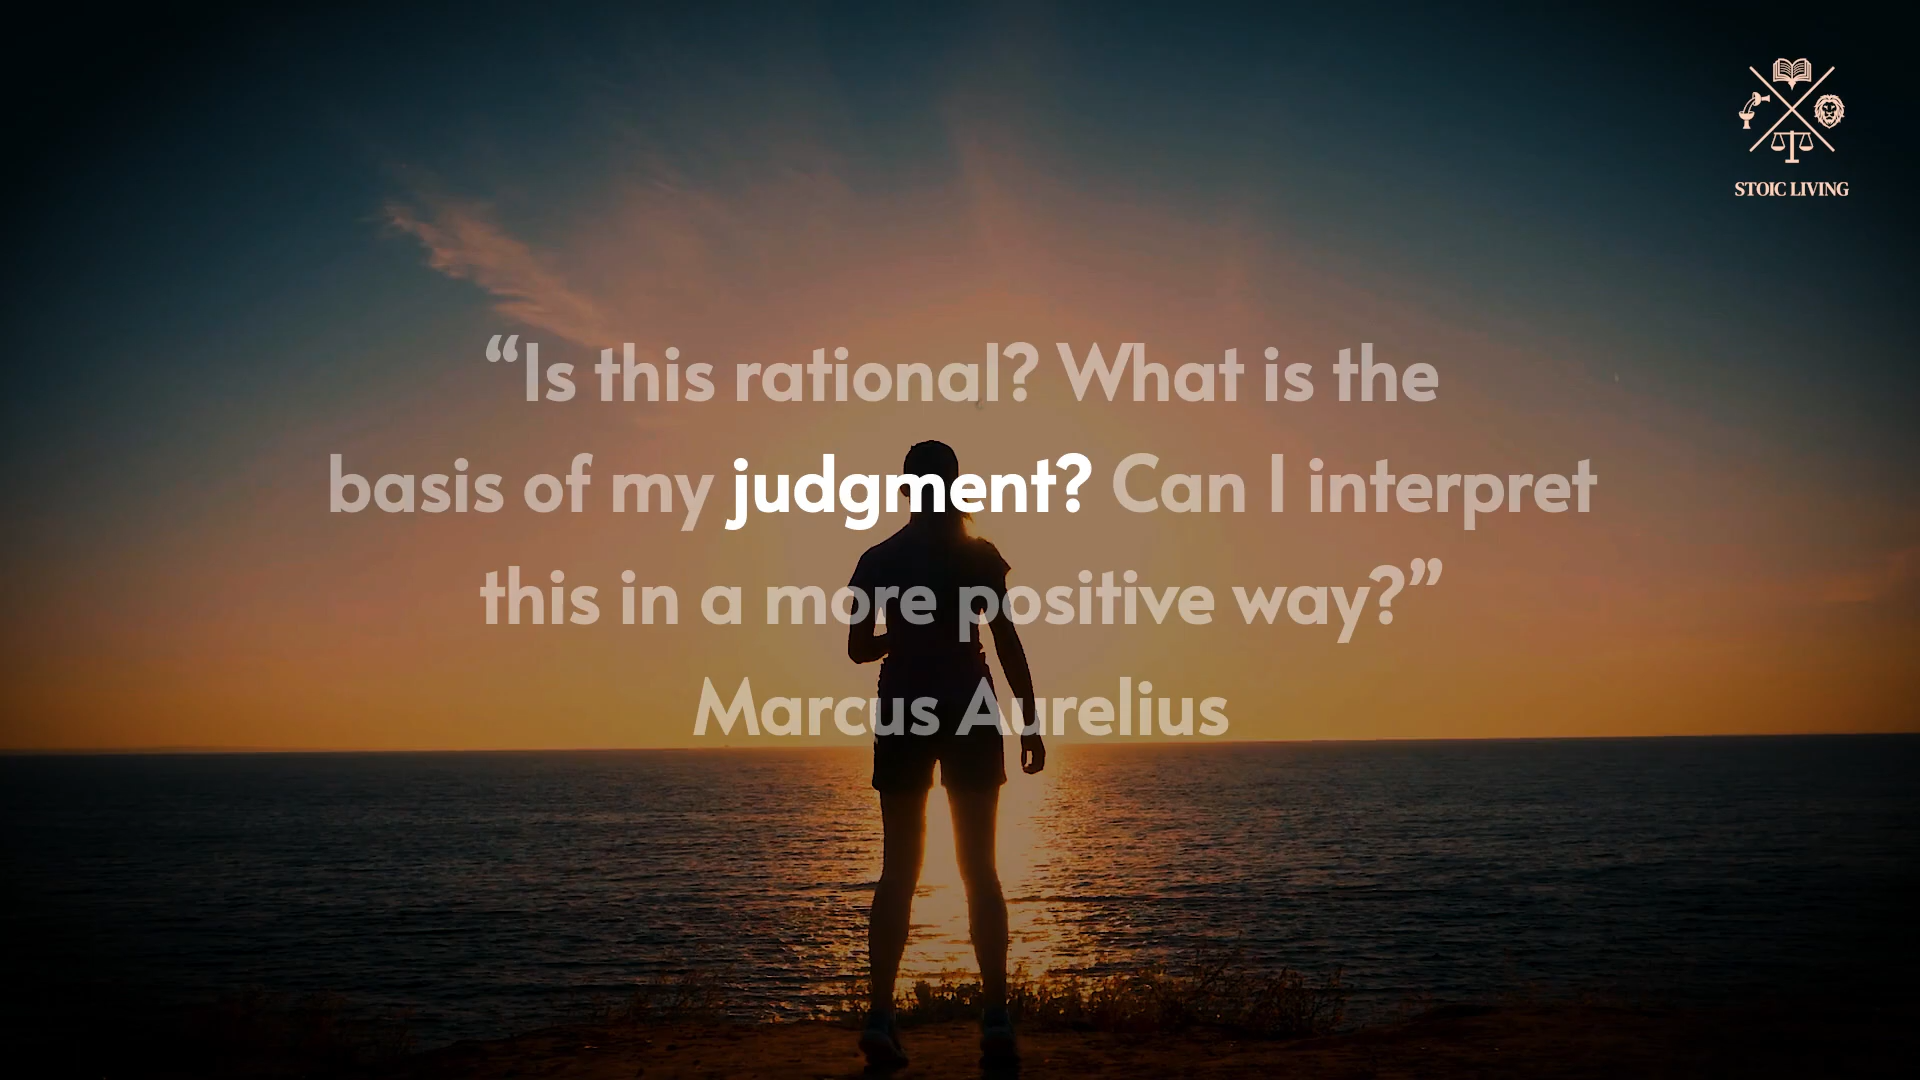 STOIC LIVING
“Is this rational? What is the
basis of my judgment? Can I interpret
this in a more positive way?”
Marcus Aurelius